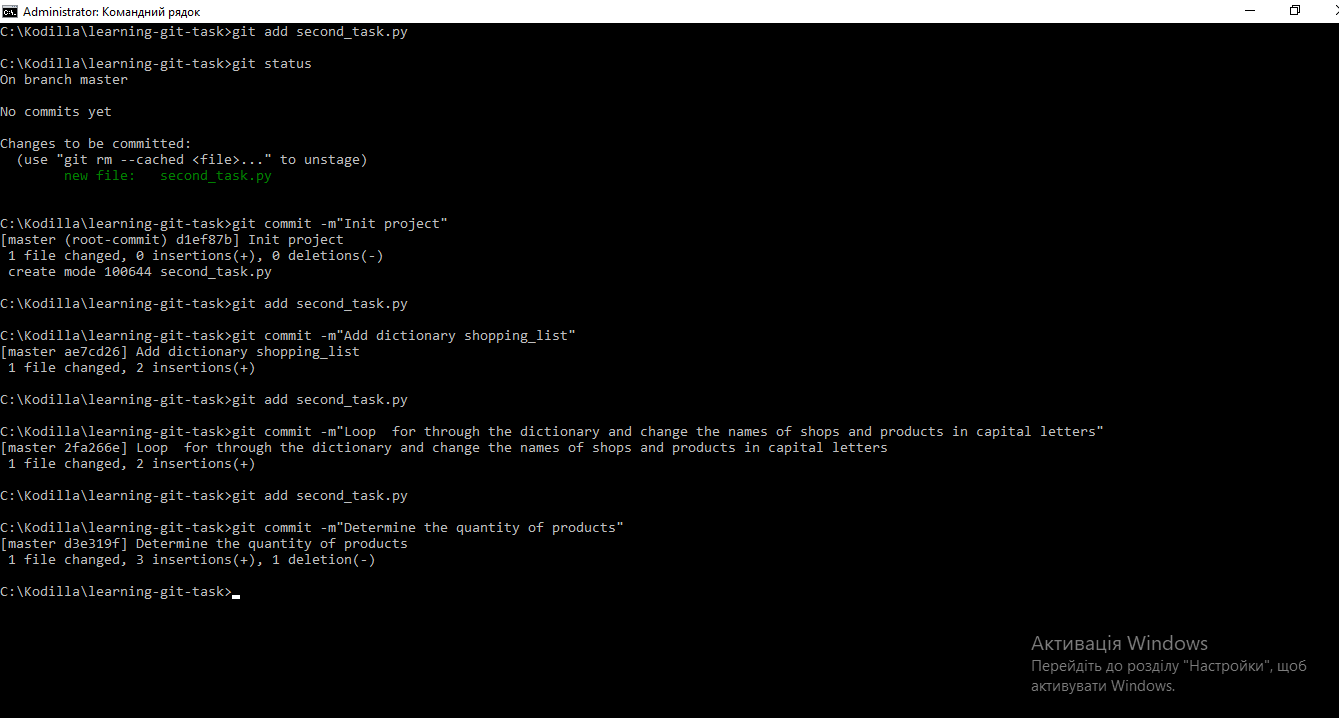 Administrator: Командний рядок
C:\Kodilla\learning-git-task>git add second_task.py
C:\Kodilla\learning-git-task>git status
On branch master
No commits yet
Changes to be committed:
  (use "git rm --cached <file>..." to unstage)
        new file:   second_task.py
C:\Kodilla\learning-git-task>git commit -m"Init project"
[master (root-commit) d1ef87b] Init project
 1 file changed, 0 insertions(+), 0 deletions(-)
 create mode 100644 second_task.py
C:\Kodilla\learning-git-task>git add second_task.py
C:\Kodilla\learning-git-task>git commit -m"Add dictionary shopping_list"
[master ae7cd26] Add dictionary shopping_list
 1 file changed, 2 insertions(+)
C:\Kodilla\learning-git-task>git add second_task.py
C:\Kodilla\learning-git-task>git commit -m"Loop  for through the dictionary and change the names of shops and products in capital letters"
[master 2fa266e] Loop  for through the dictionary and change the names of shops and products in capital letters
 1 file changed, 2 insertions(+)
C:\Kodilla\learning-git-task>git add second_task.py
C:\Kodilla\learning-git-task>git commit -m"Determine the quantity of products"
[master d3e319f] Determine the quantity of products
 1 file changed, 3 insertions(+), 1 deletion(-)
C:\Kodilla\learning-git-task>
Активація Windows
Перейдіть до розділу "Настройки", щоб
активувати Windows.